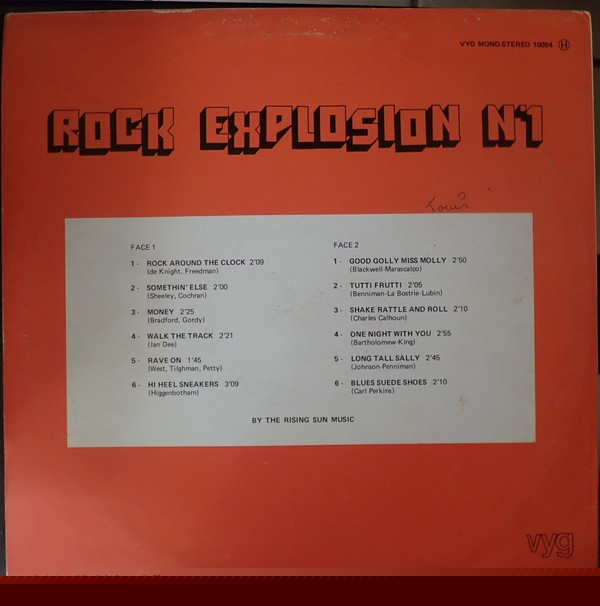 VYG MONO-STEREO 10094 H
ROCK EXPLOSION N°1
Louis
FACE 1
1 - ROCK AROUND THE CLOCK 2'09
(de Knight. Freedman)
2 - SOMETHIN' ELSE 2'00
(Sheeley, Cochran)
3 - MONEY 2'25
(Bradford, Gordy)
4 - WALK THE TRACK 2'21
(Ian Dee)
5 - RAVE ON 1'45
(West, Tilghman, Petty)
6 - HI HEEL SNEAKERS 3'09
(Higgenbotham)
FACE 2
1 - GOOD GOLLY MISS MOLLY 2'50
(Blackwell-Marascalco)
2 - TUTTI FRUTTI 2'05
(Benniman-La Bostrie-Lubin)
3 - SHAKE RATTLE AND ROLL 2'10
(Charles Calhoun)
4 - ONE NIGHT WITH YOU 2'55
(Bartholomew-King)
5 - LONG TALL SALLY 2'45
(Johnson-Penniman)
6 - BLUES SUEDE SHOES 2'10
(Carl Perkins)
BY THE RISING SUN MUSIC
vyg